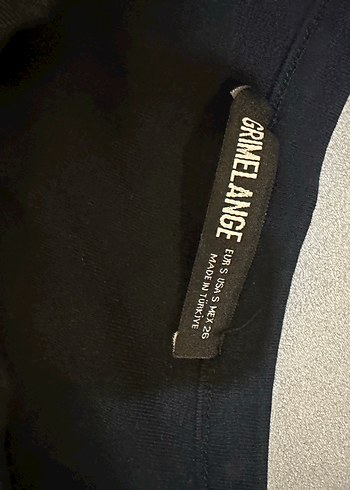 GRIMELANGE
EUR S USA S MEX 26
MADE IN TÜRKİYE